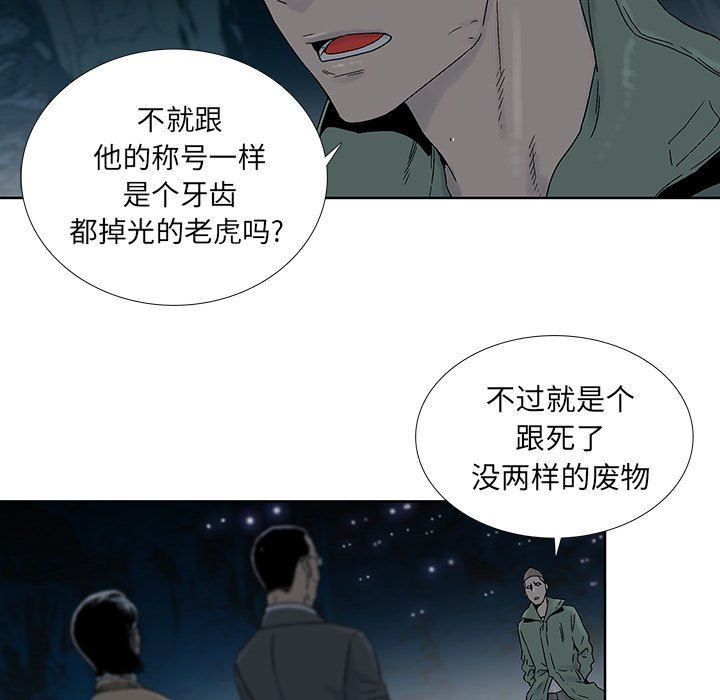 不就跟
他的称号一样
是个牙齿
都掉光的老虎吗?
不过就是个
跟死了
没两样的废物